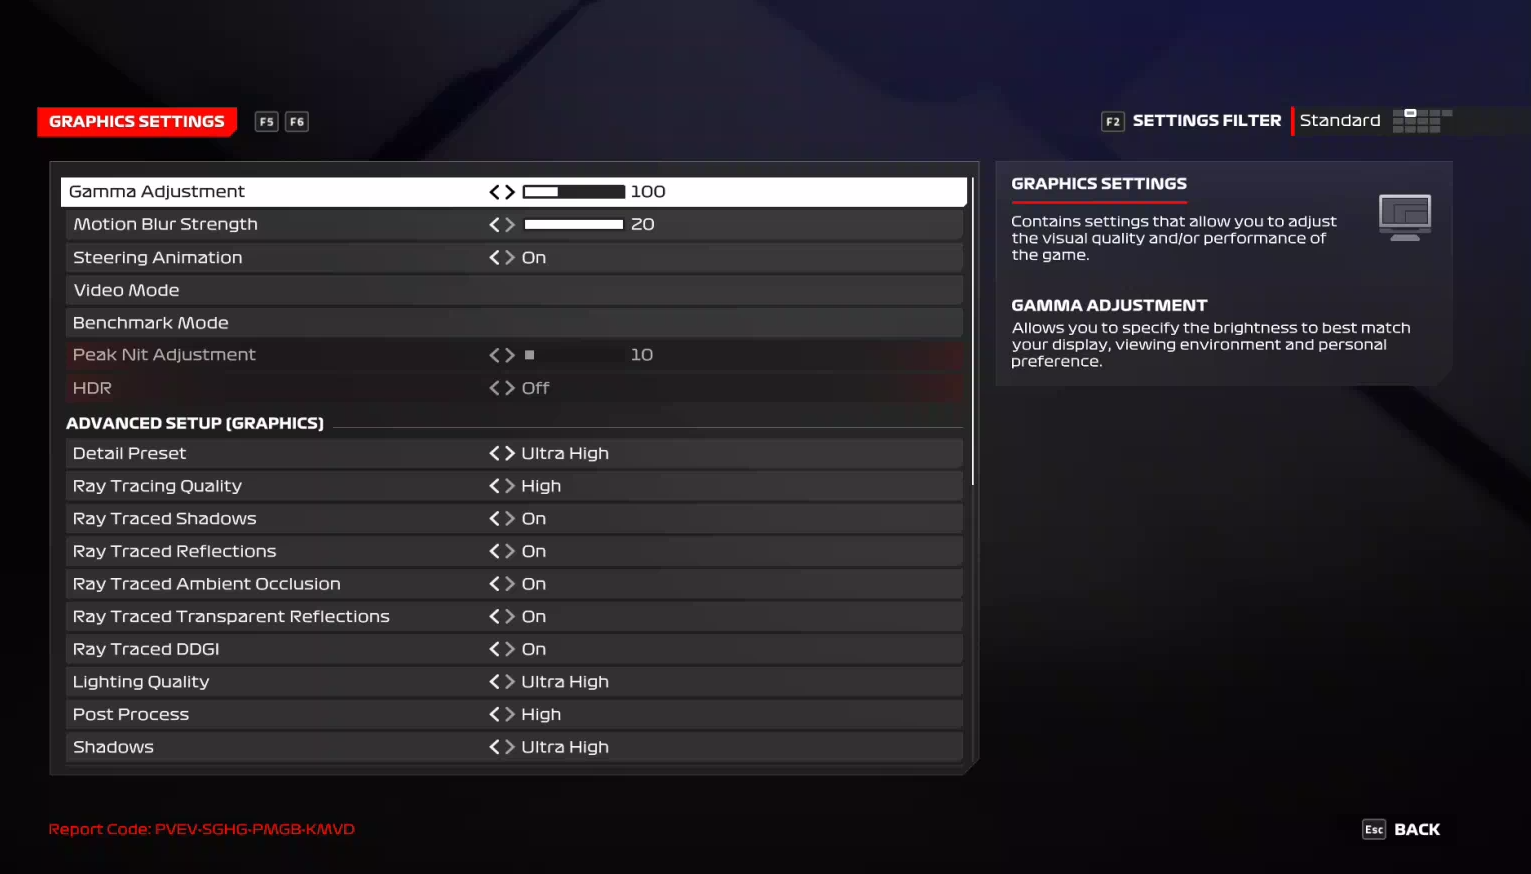 GRAPHICS SETTINGS F5 F6
F2 SETTINGS FILTER Standard
Gamma Adjustment 100
Motion Blur Strength 20
Steering Animation On
Video Mode
Benchmark Mode
Peak Nit Adjustment 10
HDR Off
ADVANCED SETUP (GRAPHICS)
Detail Preset Ultra High
Ray Tracing Quality High
Ray Traced Shadows On
Ray Traced Reflections On
Ray Traced Ambient Occlusion On
Ray Traced Transparent Reflections On
Ray Traced DDGI On
Lighting Quality Ultra High
Post Process High
Shadows Ultra High
GRAPHICS SETTINGS
Contains settings that allow you to adjust
the visual quality and/or performance of
the game.
GAMMA ADJUSTMENT
Allows you to specify the brightness to best match
your display, viewing environment and personal
preference.
Report Code: PVEV-SGHG-PMGB-KMVD
Esc BACK